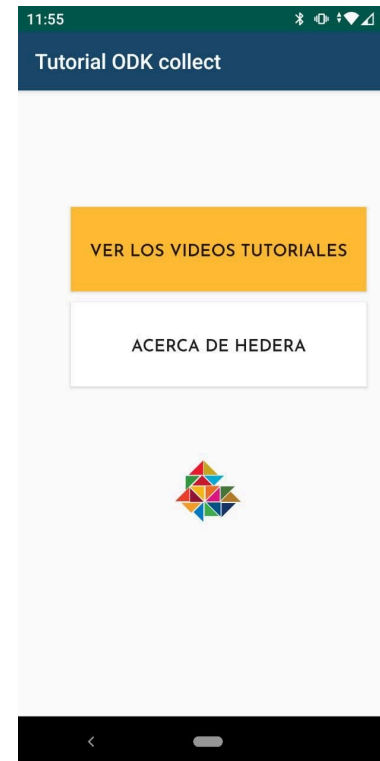 11:55
Tutorial ODK collect
VER LOS VIDEOS TUTORIALES
ACERCA DE HEDERA